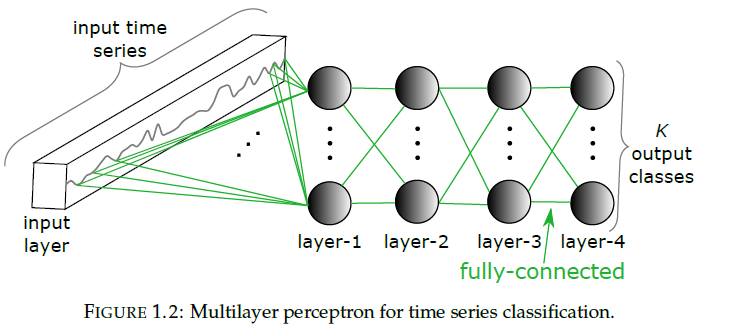 input time
series
K
output
classes
input
layer
layer-1 layer-2 layer-3 layer-4
fully-connected
FIGURE 1.2: Multilayer perceptron for time series classification.